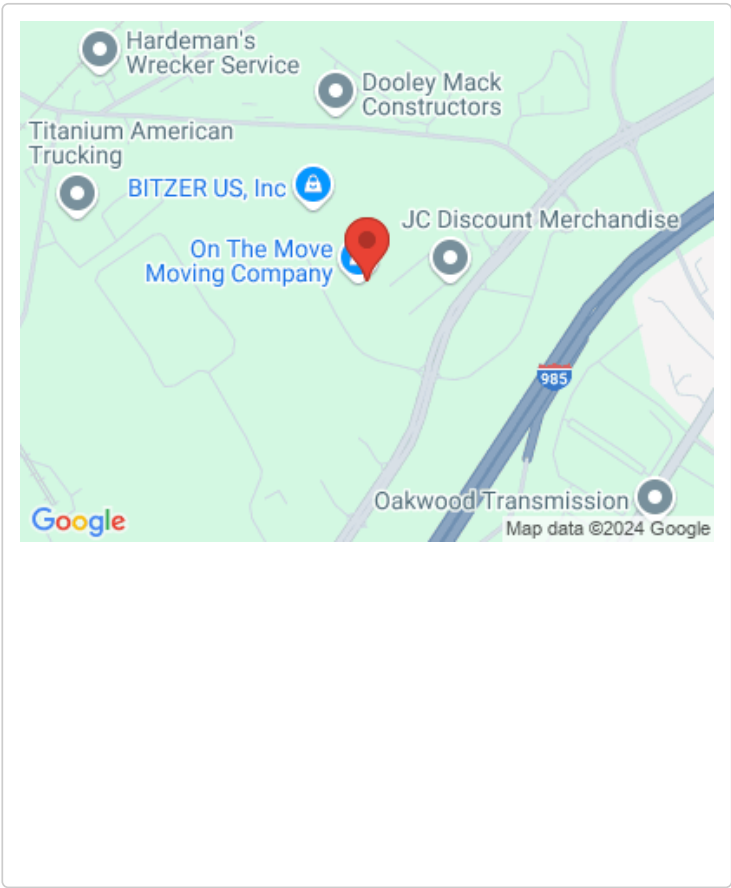 Hardeman's
Wrecker Service
Dooley Mack
Constructors
Titanium American
Trucking
BITZER US, Inc
JC Discount Merchandise
On The Move
Moving Company
985
Oakwood Transmission
Google
Map data ©2024 Google